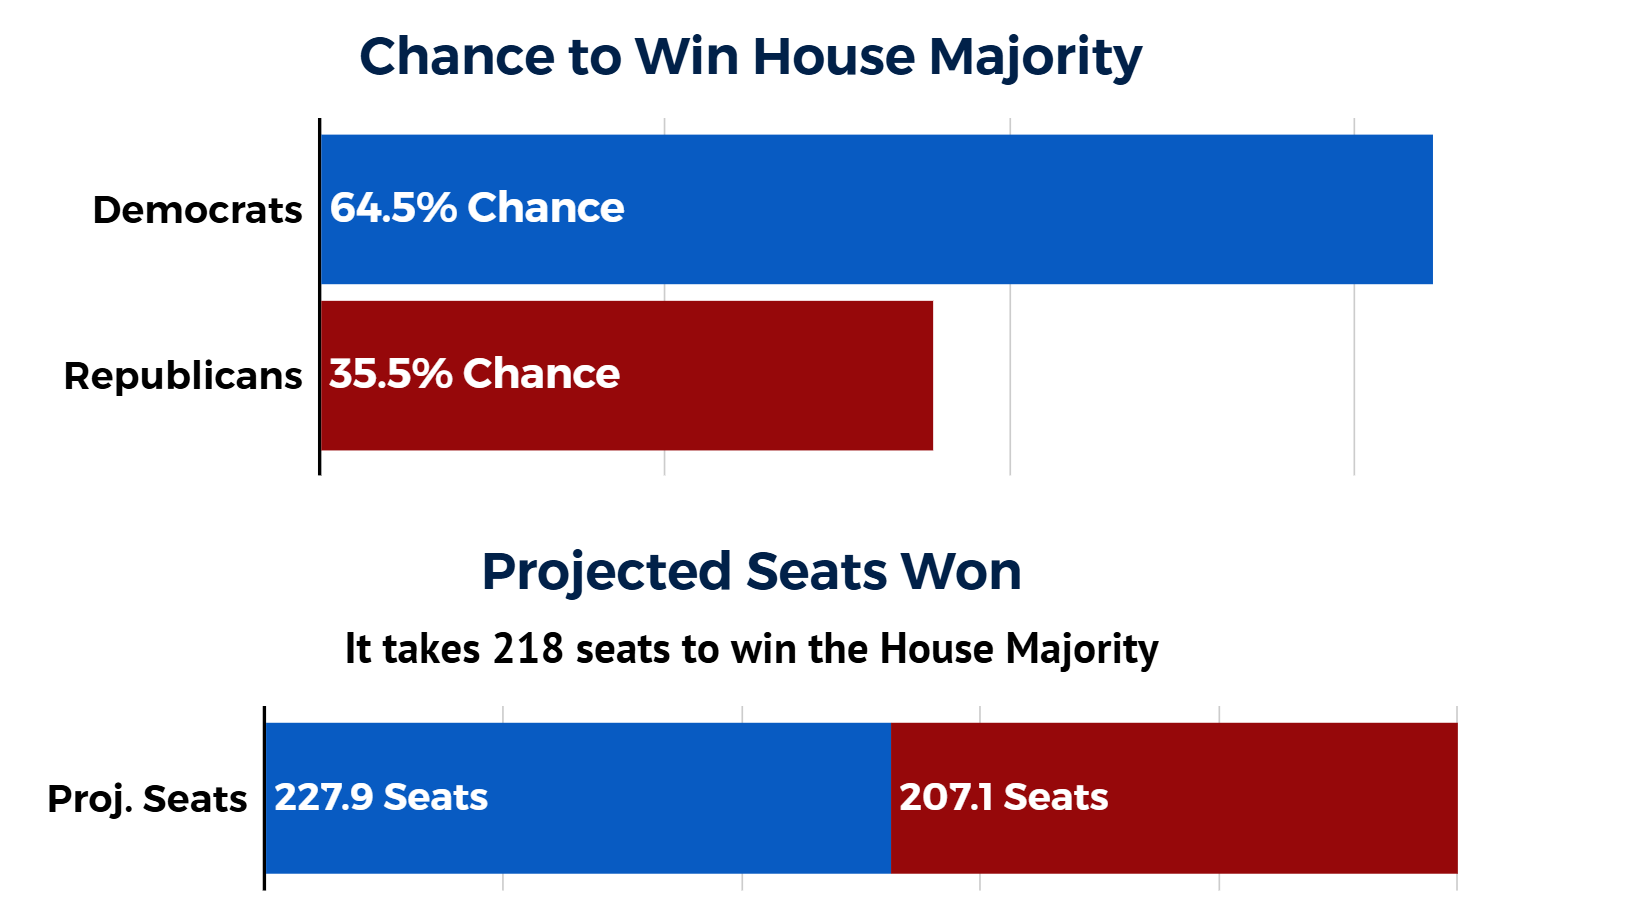 Chance to Win House Majority
Democrats
64.5% Chance
Republicans
35.5% Chance
Projected Seats Won
It takes 218 seats to win the House Majority
Proj. Seats
227.9 Seats
207.1 Seats